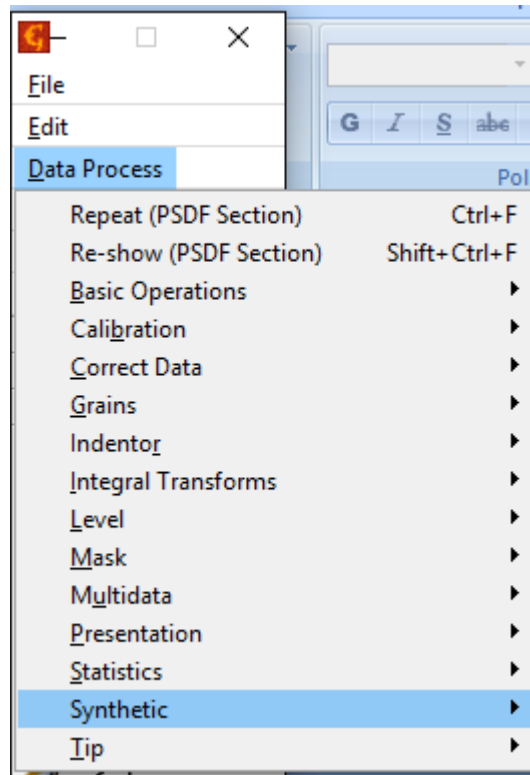 File
Edit
G I S abc
Data Process
Pol
Repeat (PSDF Section) Ctrl+F
Re-show (PSDF Section) Shift+Ctrl+F
Basic Operations
Calibration
Correct Data
Grains
Indentor
Integral Transforms
Level
Mask
Multidata
Presentation
Statistics
Synthetic
Tip